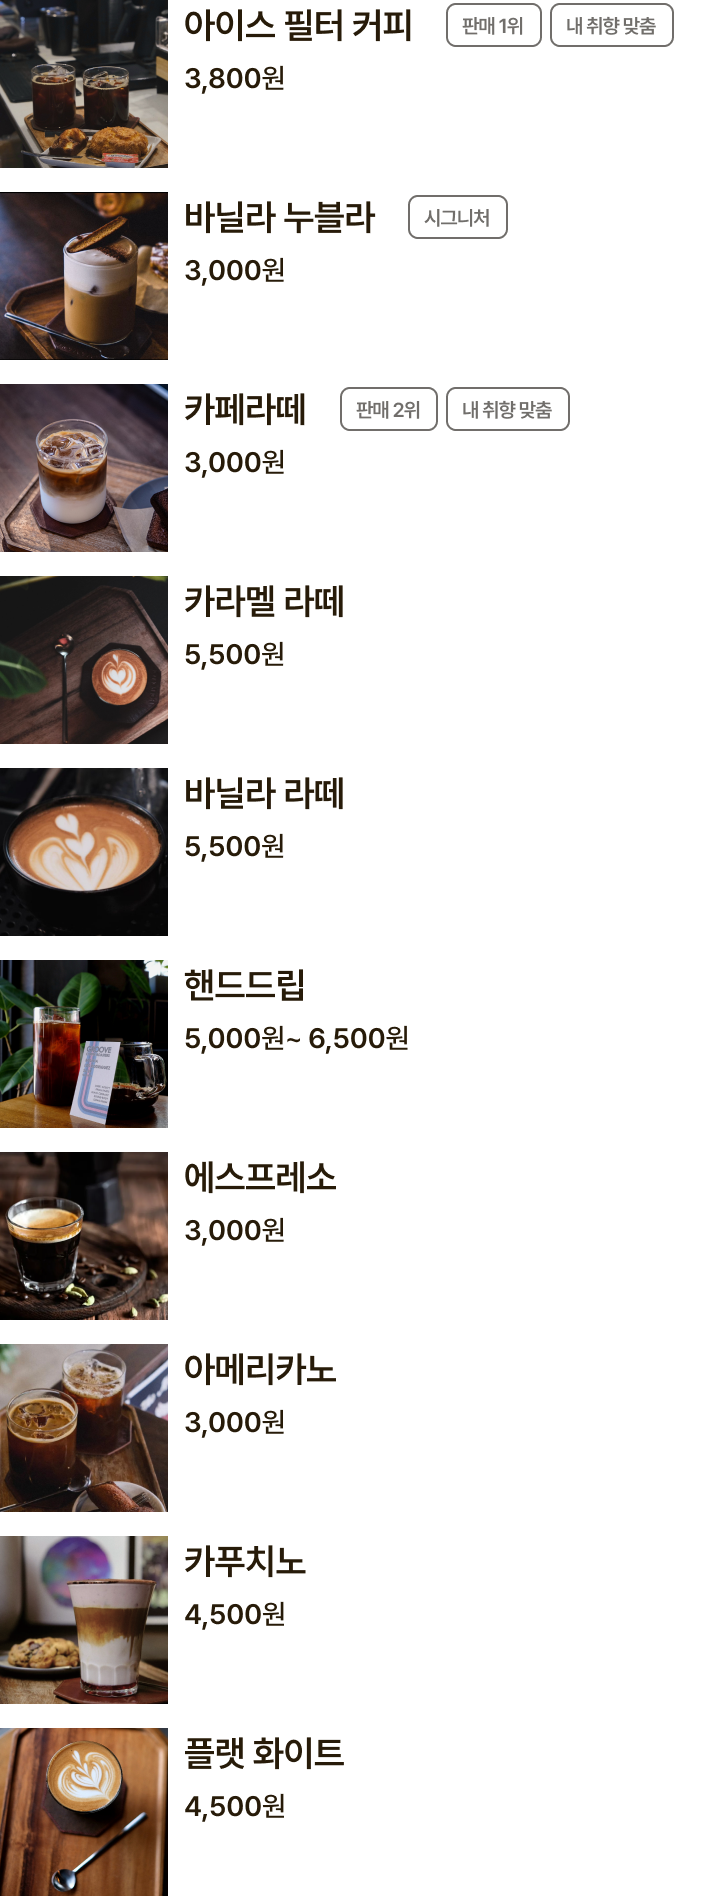 아이스 필터 커피 판매 1위 내 취향 맞춤
3,800원
바닐라 누블라 시그니처
3,000원
카페라떼 판매 2위 내 취향 맞춤
3,000원
카라멜 라떼
5,500원
바닐라 라떼
5,500원
핸드드립
5,000원~ 6,500원
에스프레소
3,000원
아메리카노
3,000원
카푸치노
4,500원
플랫 화이트
4,500원